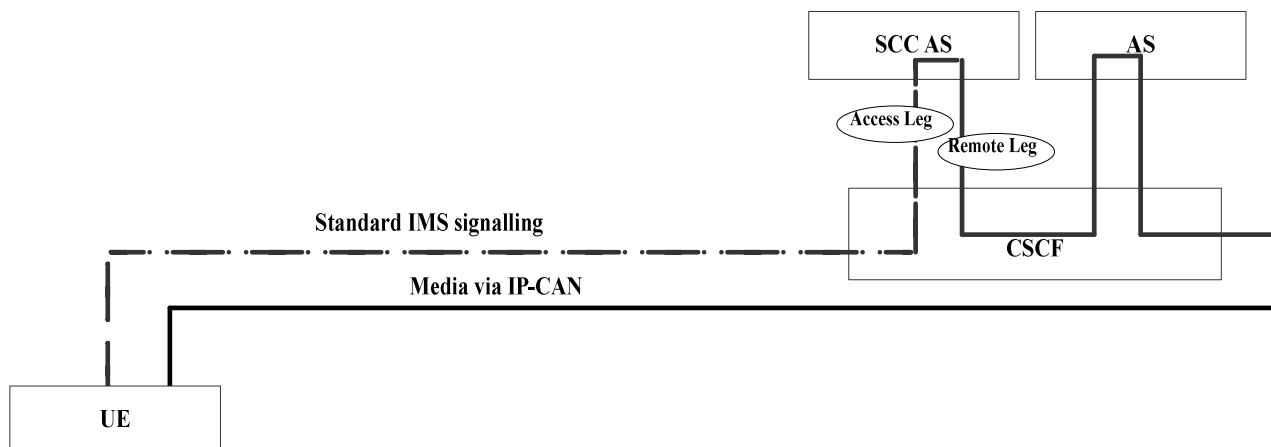 SCC AS
AS
Access Leg
Remote Leg
Standard IMS signalling
CSCF
Media via IP-CAN
UE